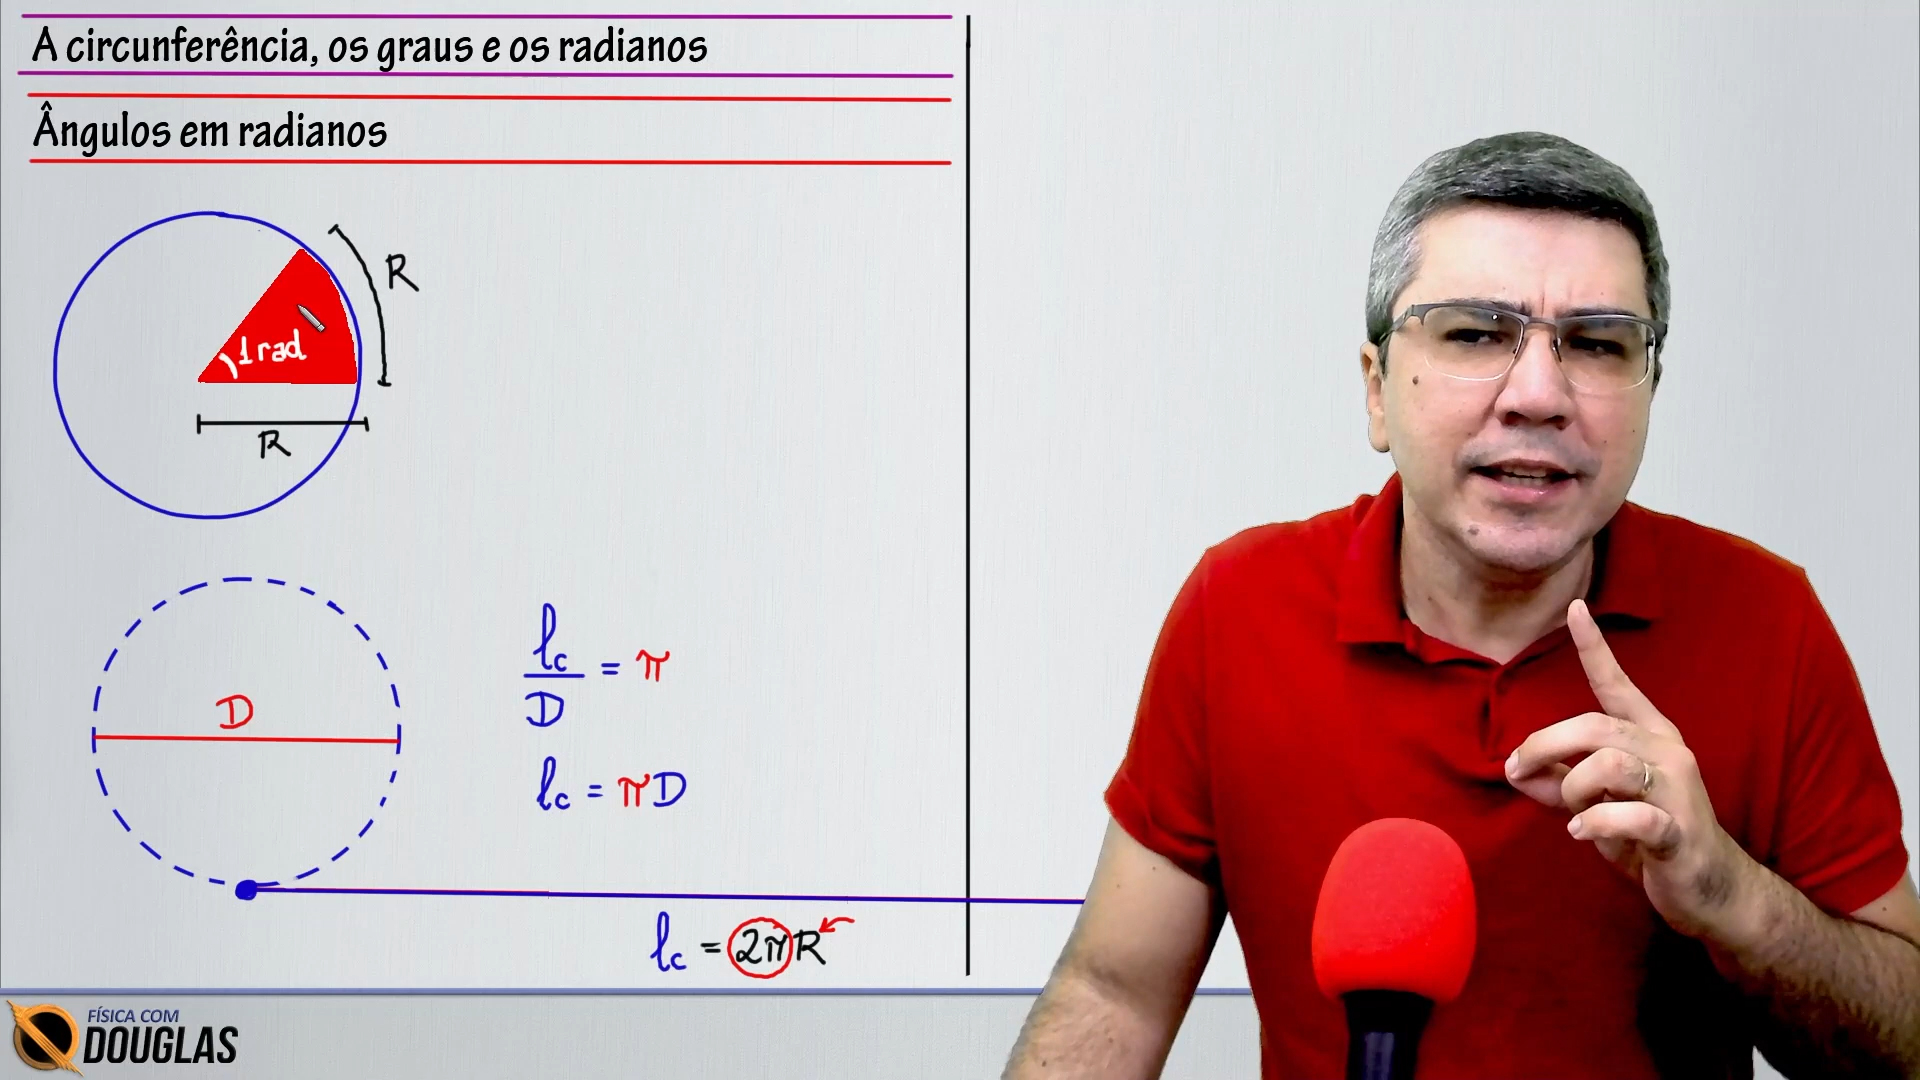 A circunferência, os graus e os radianos
Ângulos em radianos
R
1 rad
R
D
lc/D = π
lc = πD
lc = 2πR
FÍSICA COM
DOUGLAS